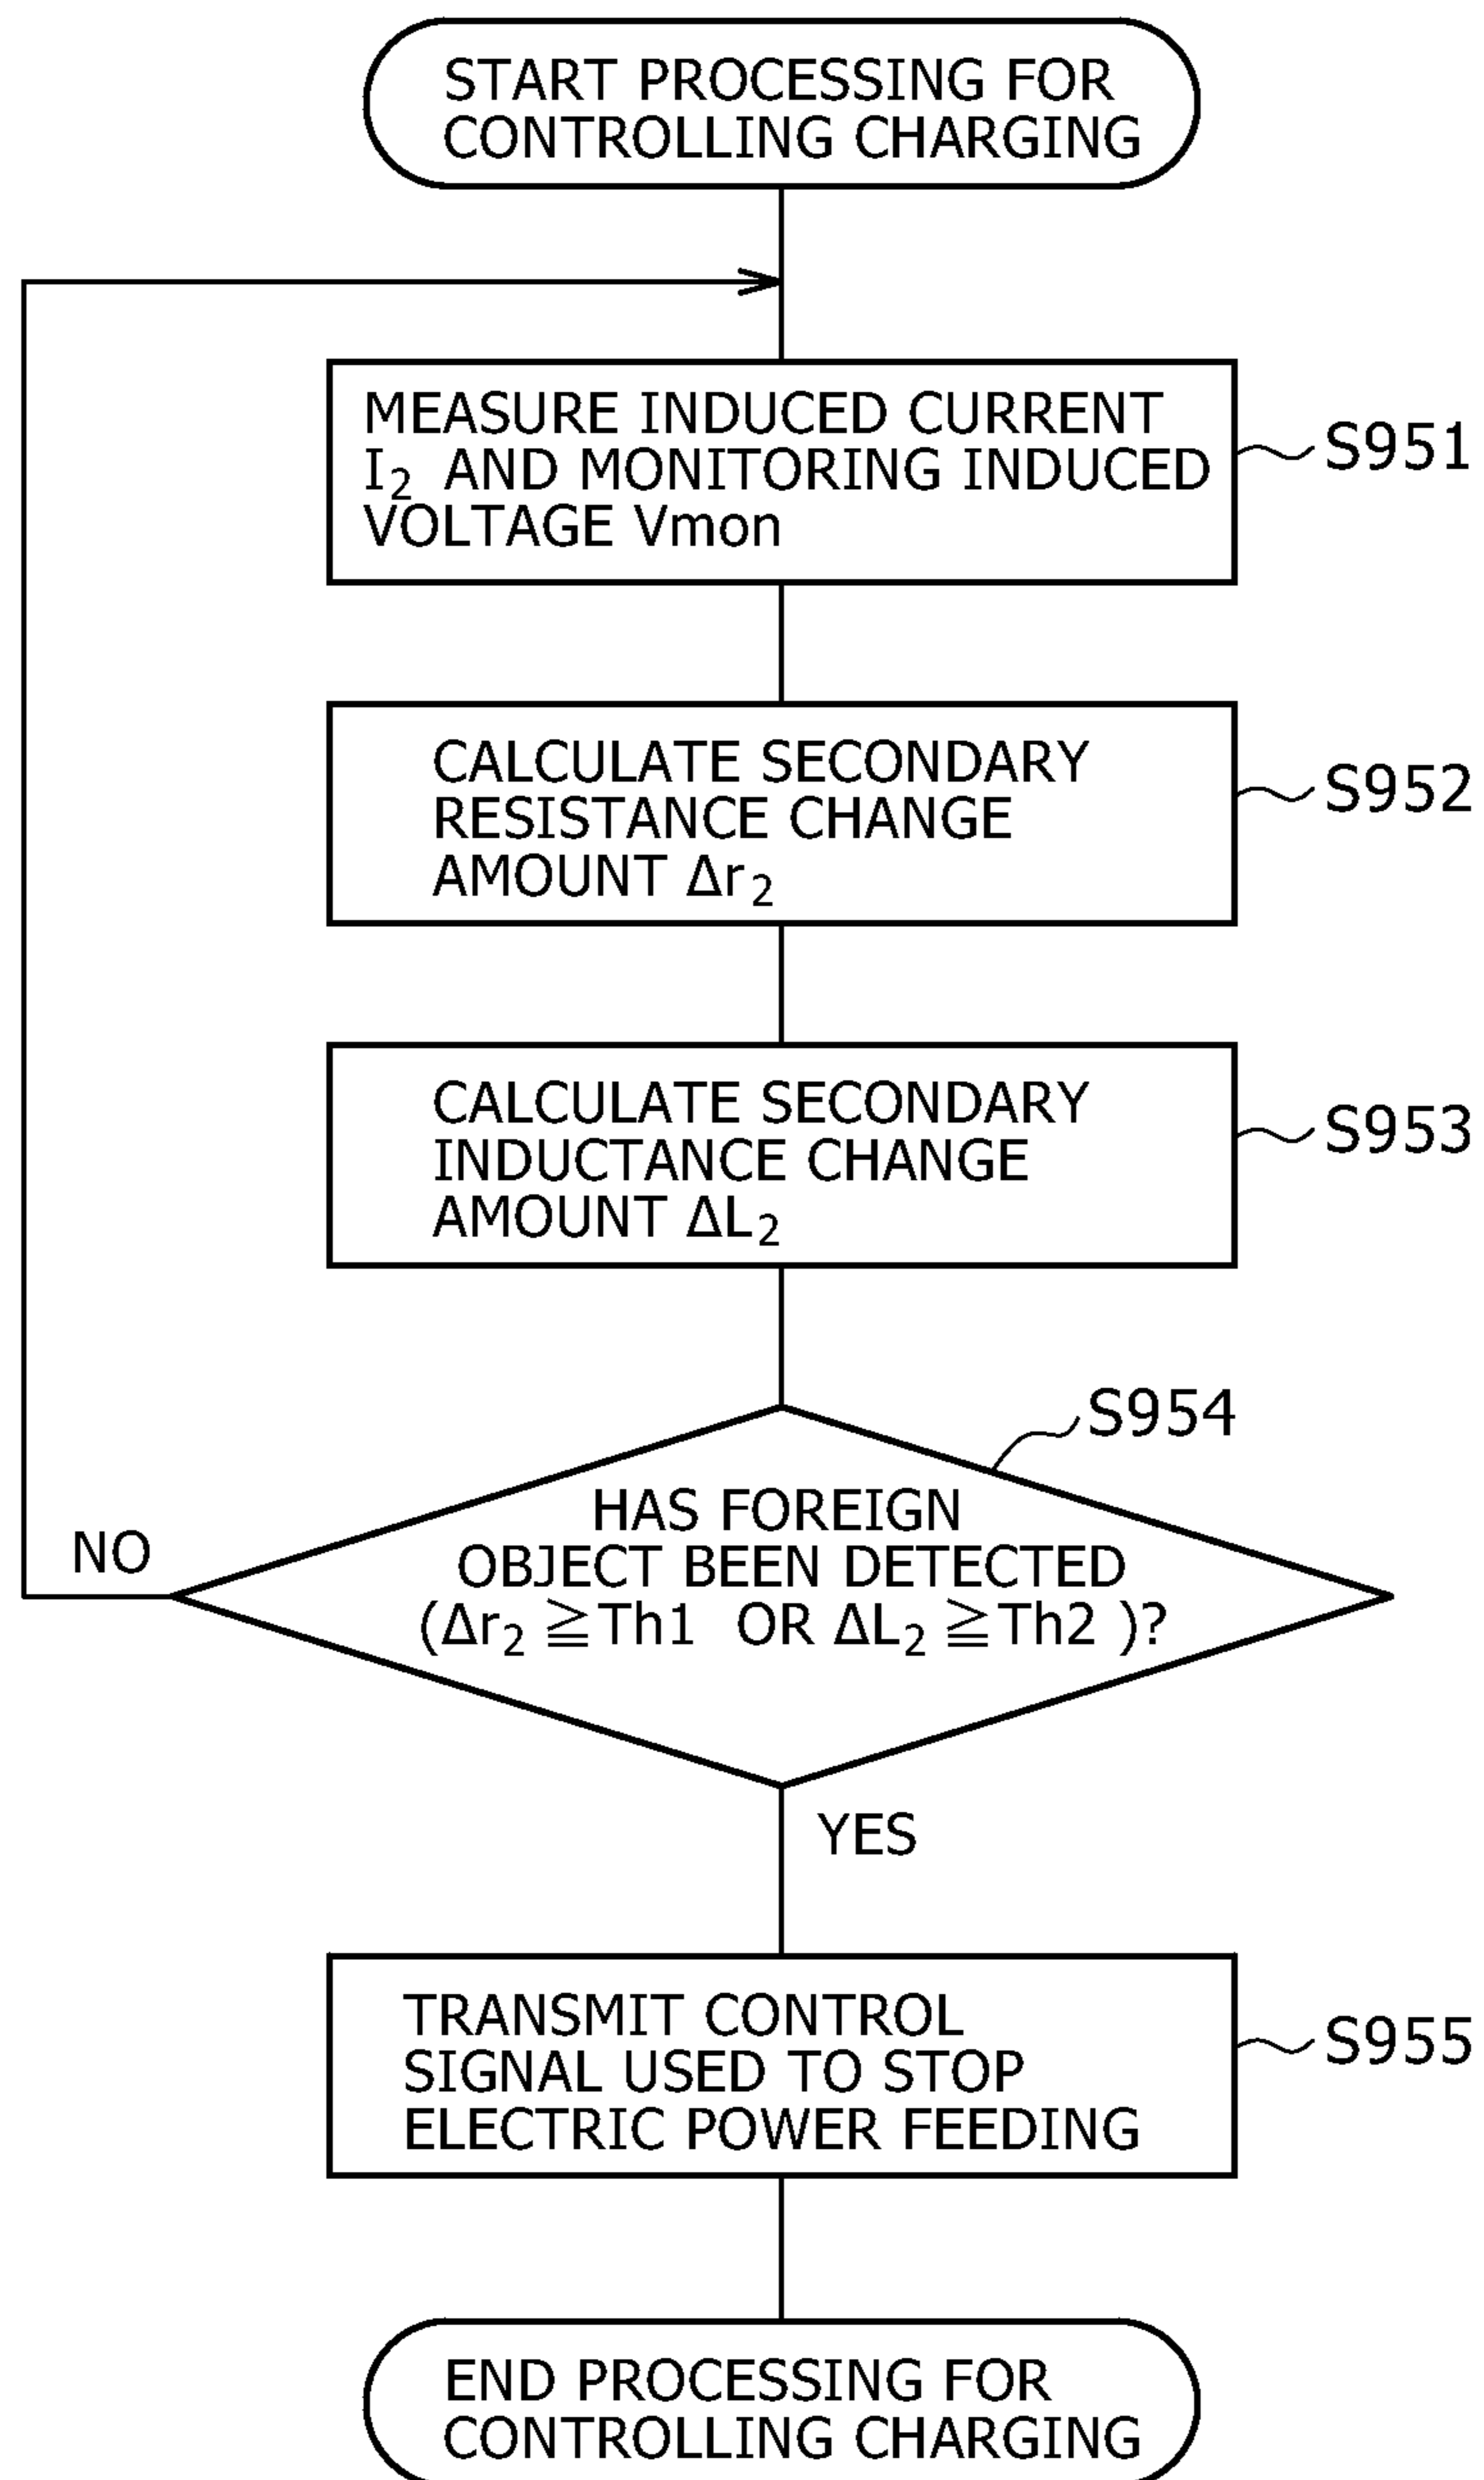 START PROCESSING FOR
CONTROLLING CHARGING
MEASURE INDUCED CURRENT
I₂ AND MONITORING INDUCED
VOLTAGE Vmon
S951
CALCULATE SECONDARY
RESISTANCE CHANGE
AMOUNT Δr₂
S952
CALCULATE SECONDARY
INDUCTANCE CHANGE
AMOUNT ΔL₂
S953
S954
HAS FOREIGN
OBJECT BEEN DETECTED
(Δr₂ ≧Th1 OR ΔL₂ ≧Th2 )?
NO
YES
TRANSMIT CONTROL
SIGNAL USED TO STOP
ELECTRIC POWER FEEDING
S955
END PROCESSING FOR
CONTROLLING CHARGING